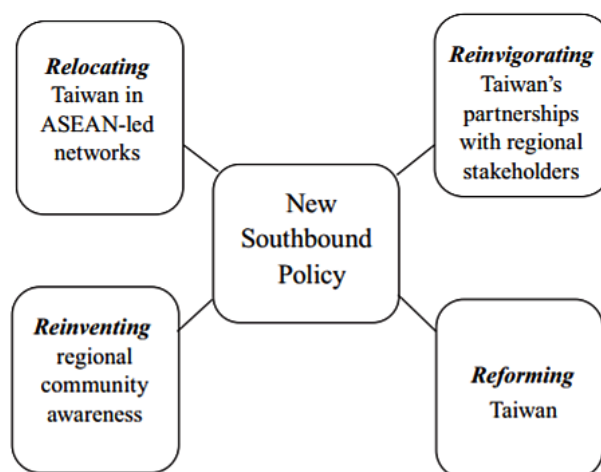 Relocating
Taiwan in
ASEAN-led
networks
Reinvigorating
Taiwan's
partnerships
with regional
stakeholders
New
Southbound
Policy
Reinventing
regional
community
awareness
Reforming
Taiwan